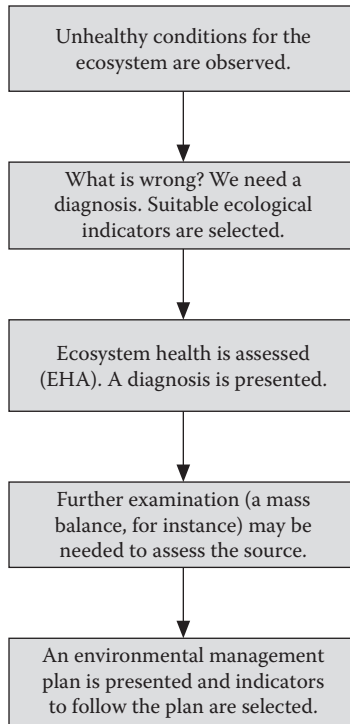 Unhealthy conditions for the
ecosystem are observed.
What is wrong? We need a
diagnosis. Suitable ecological
indicators are selected.
Ecosystem health is assessed
(EHA). A diagnosis is presented.
Further examination (a mass
balance, for instance) may be
needed to assess the source.
An environmental management
plan is presented and indicators
to follow the plan are selected.